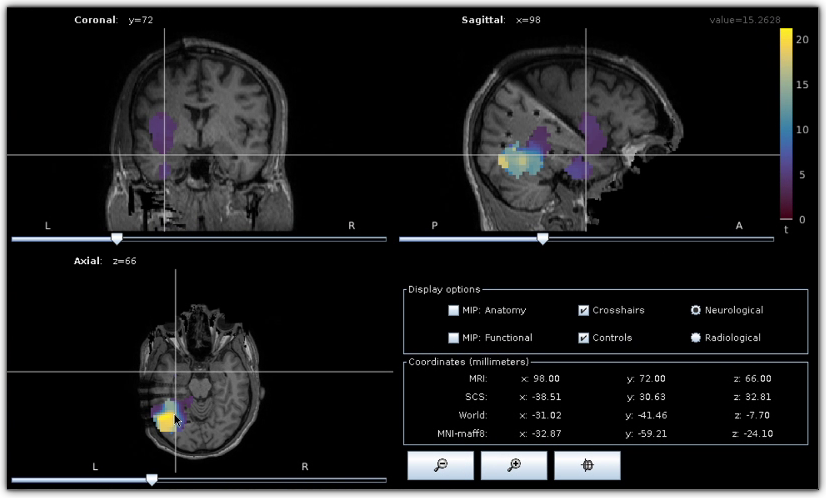 Coronal: y=72
Sagittal: x=98
value=15.2628
20
15
10
5
0
t
L R
P A
Axial: z=66
L R
Display options
MIP: Anatomy Crosshairs Neurological
MIP: Functional Controls Radiological
Coordinates (millimeters)
MRI: x: 98.00 y: 72.00 z: 66.00
SCS: x: -38.51 y: 30.63 z: 32.81
World: x: -31.02 y: -41.46 z: -7.70
MNI-maff8: x: -32.87 y: -59.21 z: -24.10